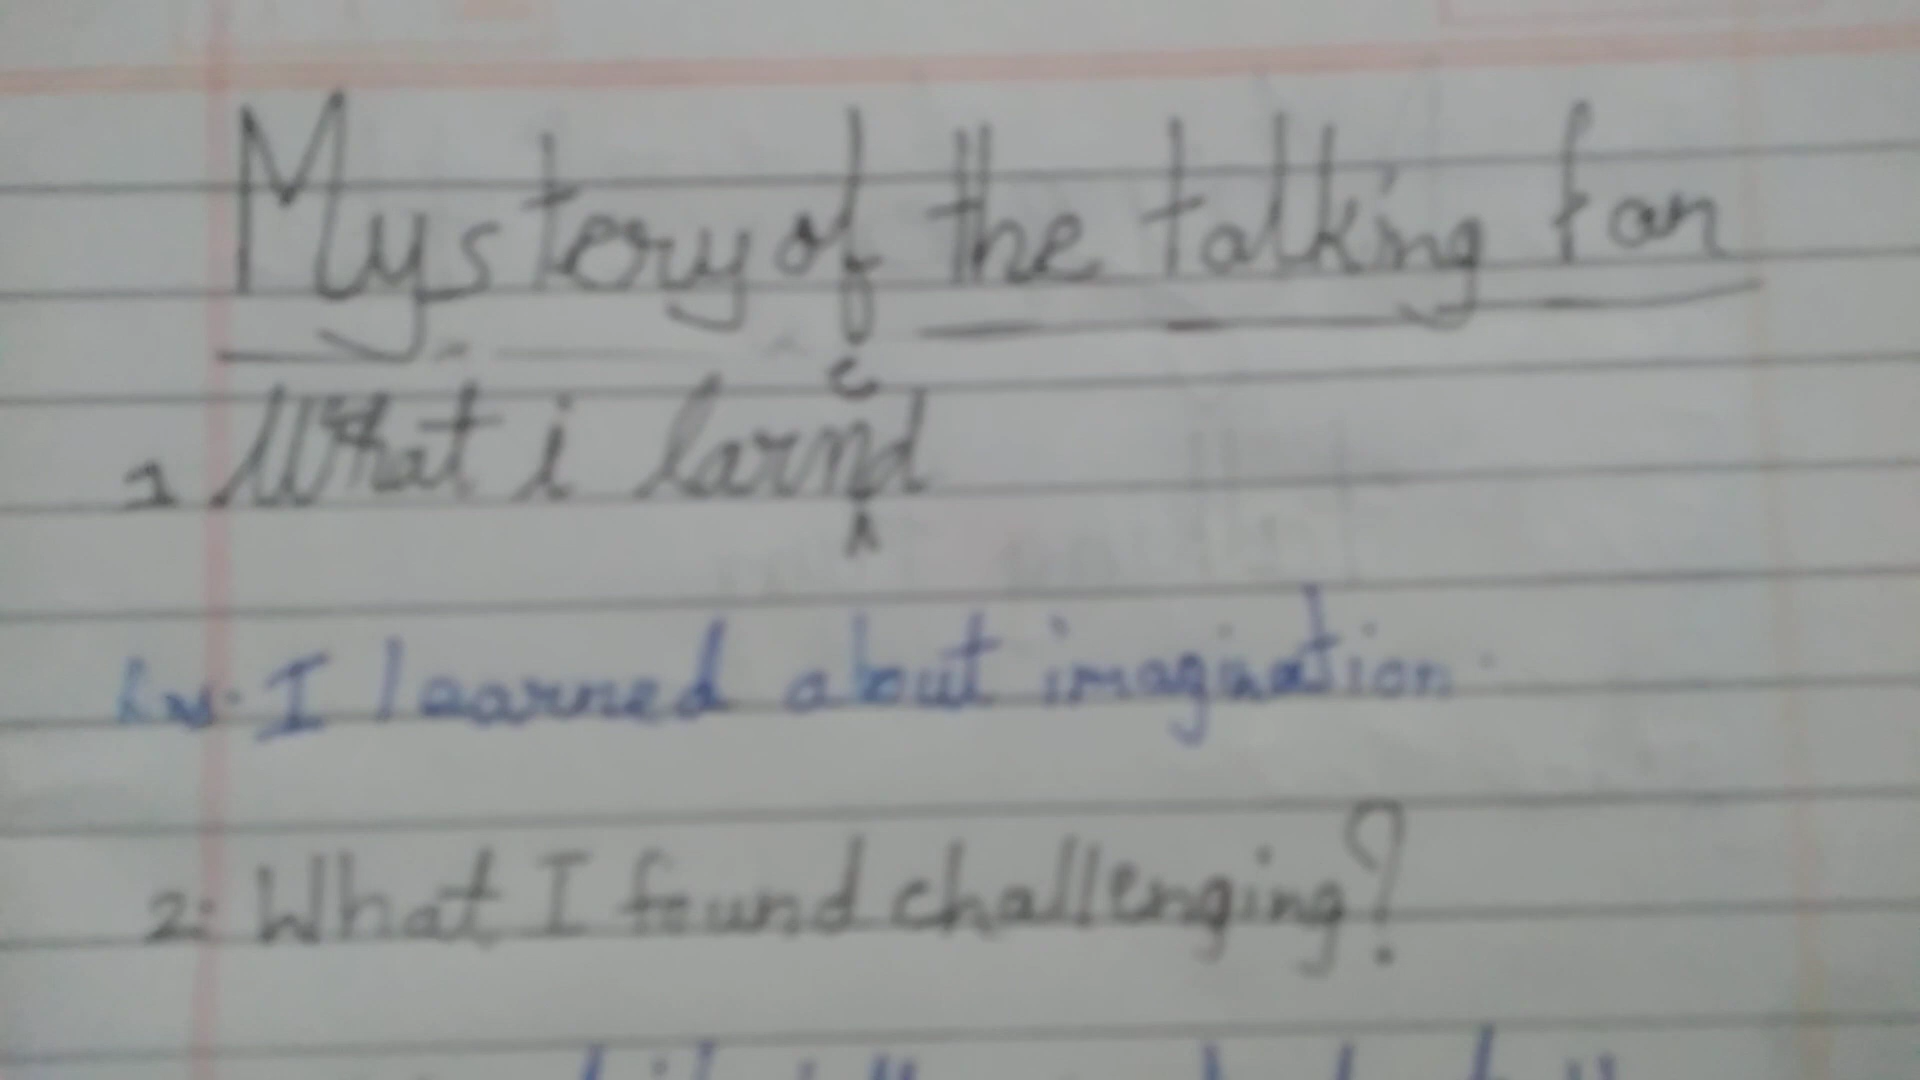 Mystery of the talking fan
1 What i larnd
e
Ans. I learned about imagination.
2. What I found challenging?